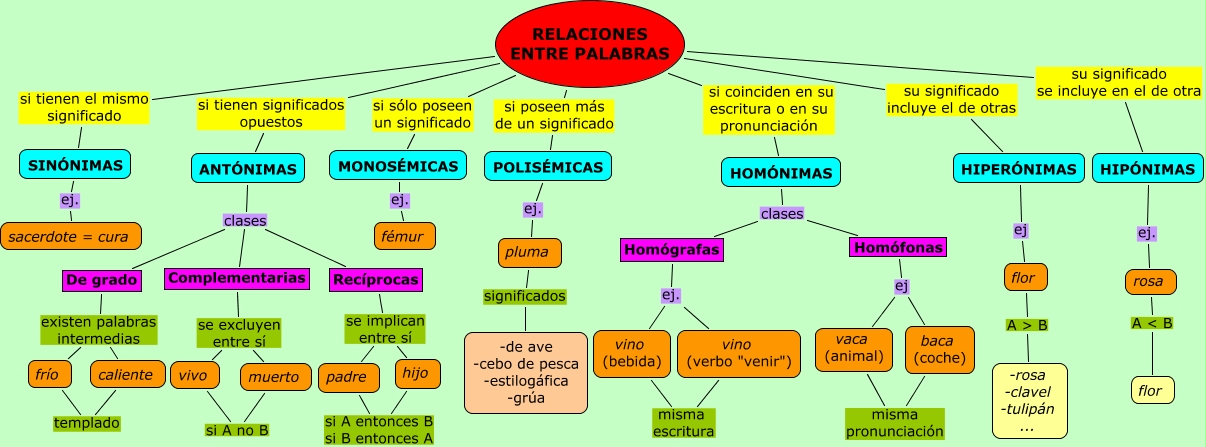 RELACIONES
ENTRE PALABRAS
si tienen el mismo
significado
SINÓNIMAS
ej.
sacerdote = cura
si tienen significados
opuestos
ANTÓNIMAS
clases
De grado
existen palabras
intermedias
frío
caliente
templado
Complementarias
se excluyen
entre sí
vivo
muerto
si A no B
Recíprocas
se implican
entre sí
padre
hijo
si A entonces B
si B entonces A
si sólo poseen
un significado
MONOSÉMICAS
ej.
fémur
si poseen más
de un significado
POLISÉMICAS
ej.
pluma
significados
-de ave
-cebo de pesca
-estilogáfica
-grúa
si coinciden en su
escritura o en su
pronunciación
HOMÓNIMAS
clases
Homógrafas
ej.
vino
(bebida)
vino
(verbo "venir")
misma
escritura
Homófonas
ej
vaca
(animal)
baca
(coche)
misma
pronunciación
su significado
incluye el de otras
HIPERÓNIMAS
ej
flor
A > B
-rosa
-clavel
-tulipán
...
su significado
se incluye en el de otra
HIPÓNIMAS
ej.
rosa
A < B
flor